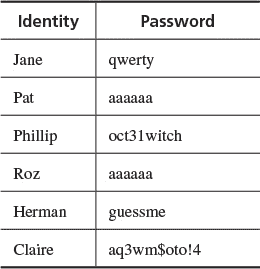 Identity Password
Jane qwerty
Pat aaaaaa
Phillip oct31witch
Roz aaaaaa
Herman guessme
Claire aq3wm$oto!4